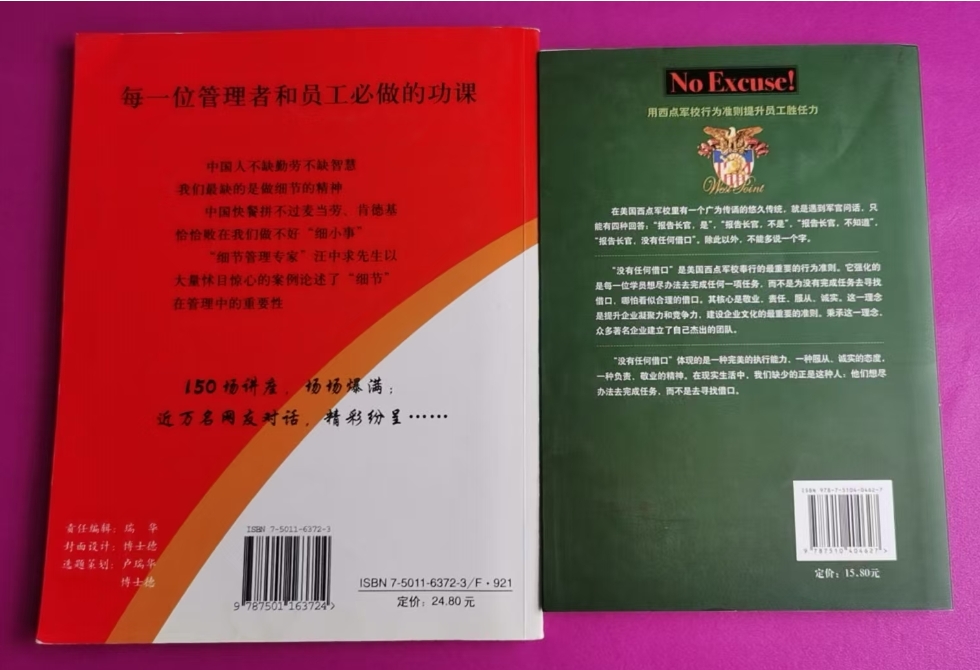 每一位管理者和员工必做的功课
中国人不缺勤劳不缺智慧
我们最缺的是做细节的精神
中国快餐拼不过麦当劳、肯德基
恰恰败在我们做不好“细小事”
“细节管理专家”汪中求先生以
大量怵目惊心的案例论述了“细节”
在管理中的重要性
150场讲座，场场爆满；
近万名网友对话，精彩纷呈……
责任编辑：瑞 华
封面设计：博士德
选题策划：卢瑞华
博士德
ISBN 7-5011-6372-3
9 787501 163724>
ISBN 7-5011-6372-3/F·921
定价：24.80元
No Excuse!
用西点军校行为准则提升员工胜任力
West Point
在美国西点军校里有一个广为传诵的悠久传统，就是遇到军官问话，只
能有四种回答：“报告长官，是”，“报告长官，不是”，“报告长官，不知道”，
“报告长官，没有任何借口”，除此以外，不能多说一个字。
“没有任何借口”是美国西点军校奉行的最重要的行为准则。它强化的
是每一位学员想尽办法去完成任何一项任务，而不是为没有完成任务去寻找
借口，哪怕看似合理的借口。其核心是敬业、责任、服从、诚实。这一理念
是提升企业凝聚力和竞争力，建设企业文化的最重要的准则。秉承这一理念，
众多著名企业建立了自己杰出的团队。
“没有任何借口”体现的是一种完美的执行能力、一种服从、诚实的态度，
一种负责、敬业的精神。在现实生活中，我们缺少的正是这种人：他们想尽
办法去完成任务，而不是去寻找借口。
ISBN 978-7-3104-0462-7
9 787310 404627>
定价：15.80元